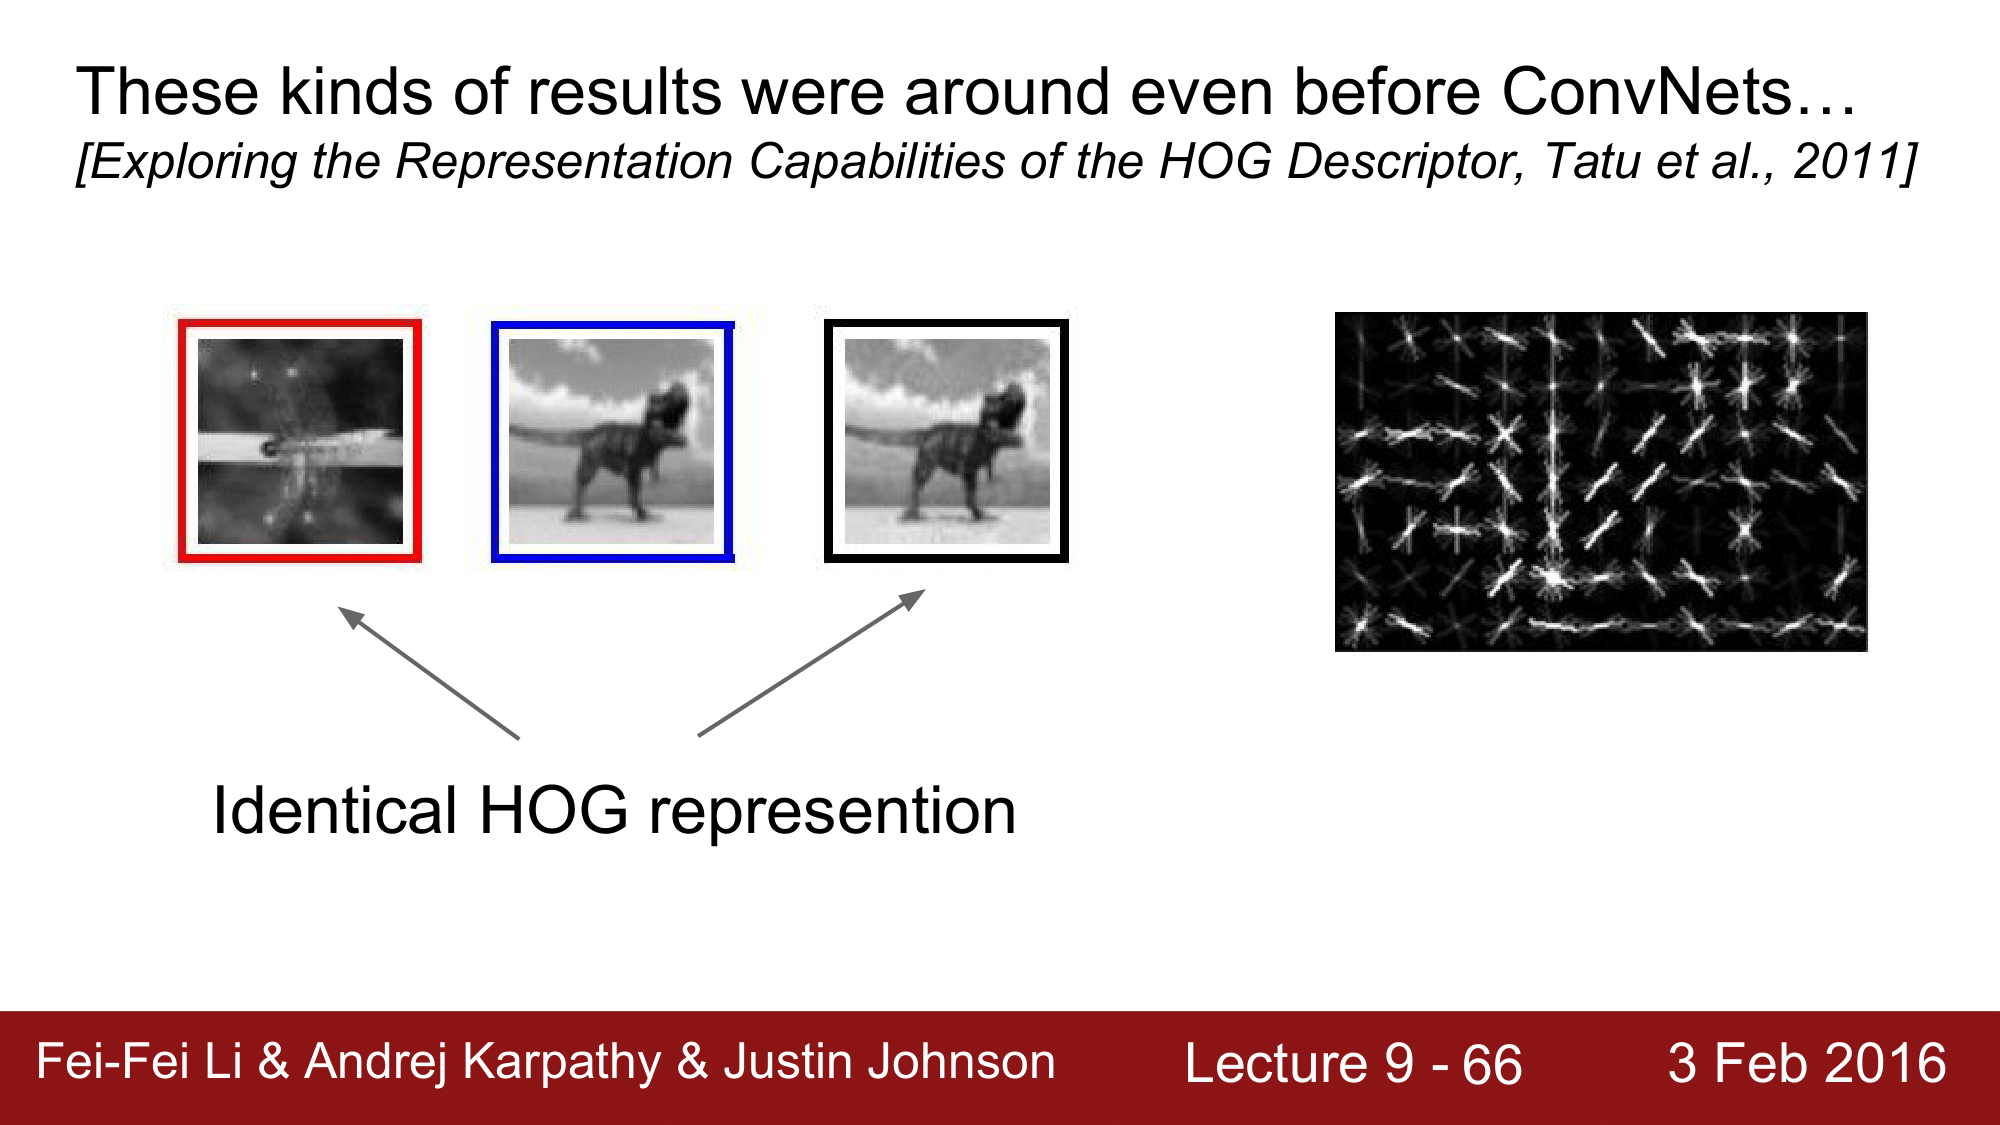 These kinds of results were around even before ConvNets…
[Exploring the Representation Capabilities of the HOG Descriptor, Tatu et al., 2011]
Identical HOG represention
Fei-Fei Li & Andrej Karpathy & Justin Johnson Lecture 9 - 66 3 Feb 2016